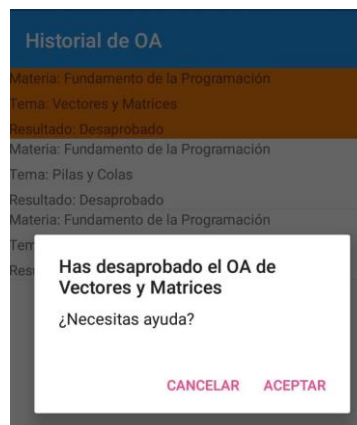 Historial de OA
Materia: Fundamento de la Programación
Tema: Vectores y Matrices
Resultado: Desaprobado
Materia: Fundamento de la Programación
Tema: Pilas y Colas
Resultado: Desaprobado
Materia: Fundamento de la Programación
Has desaprobado el OA de
Vectores y Matrices
¿Necesitas ayuda?
CANCELAR ACEPTAR